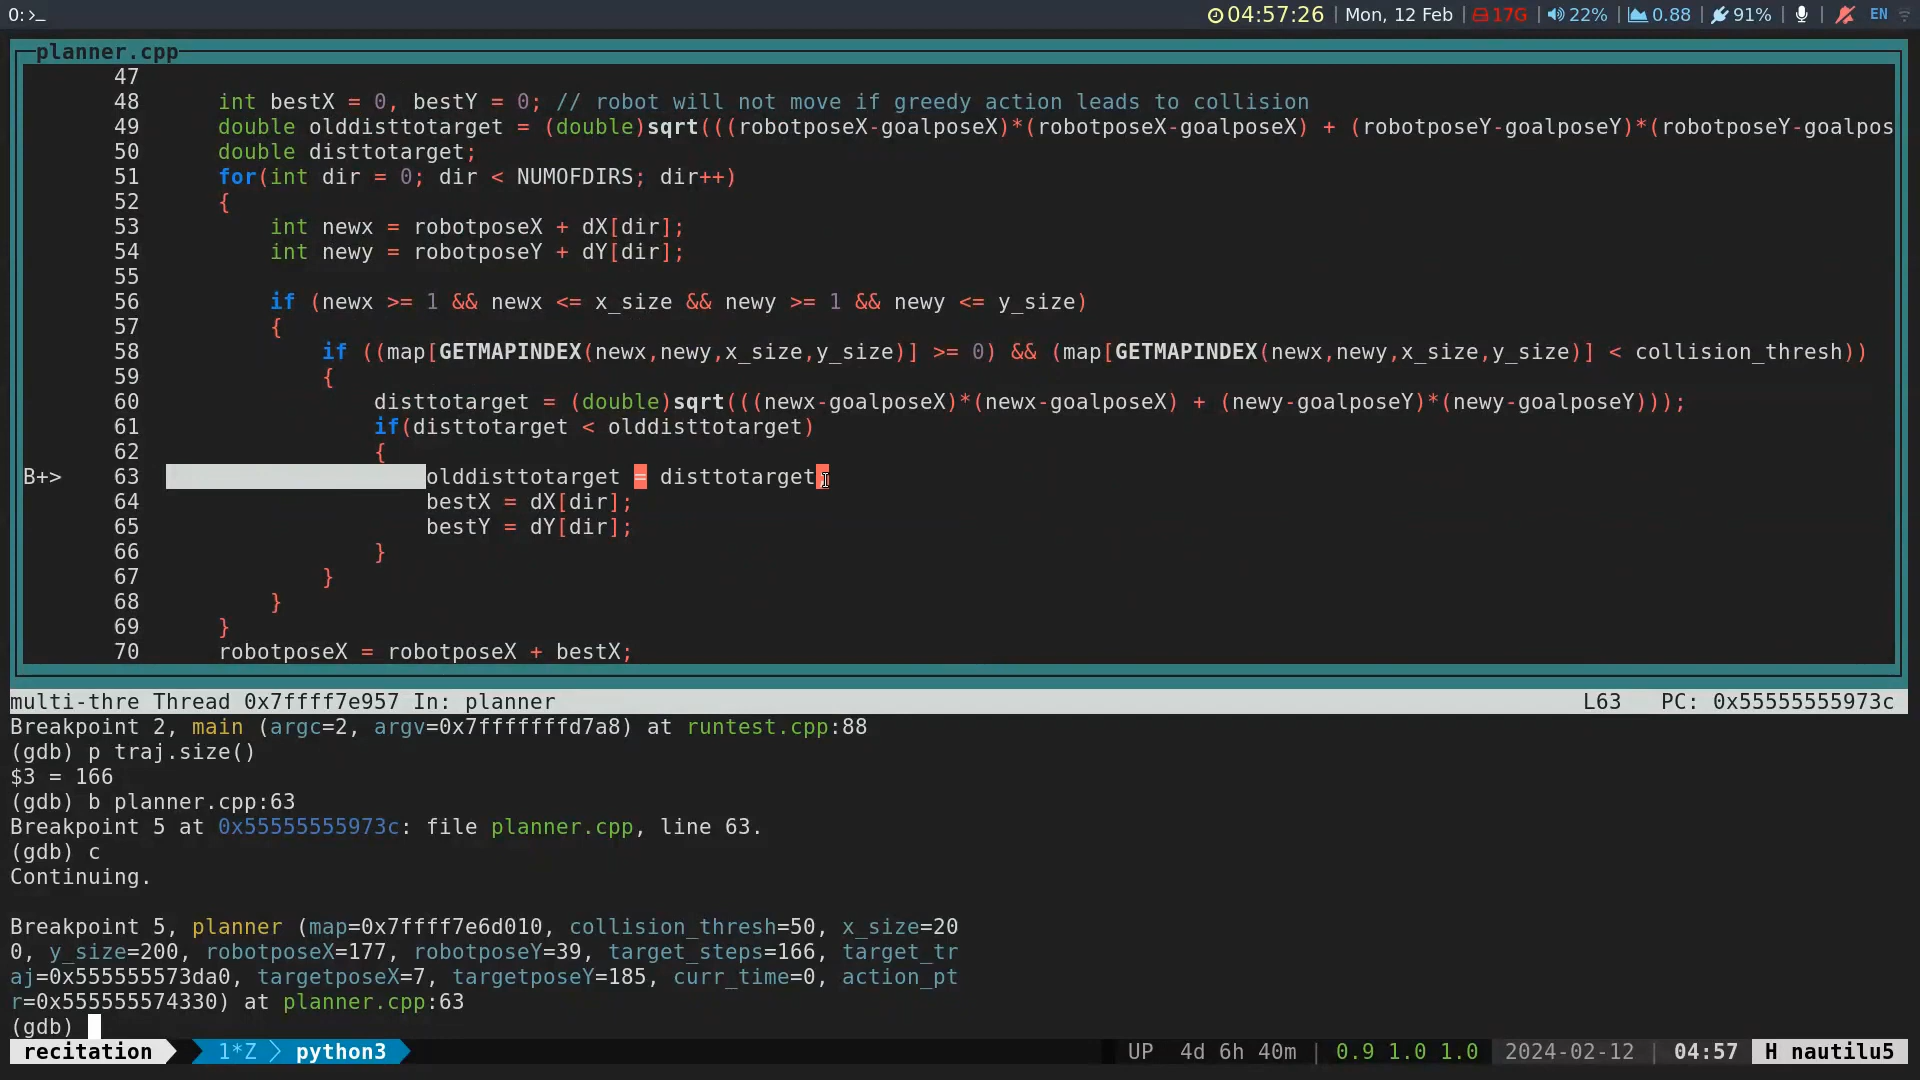 0: >_ 04:57:26 | Mon, 12 Feb | 17G | 22% | 0.88 | 91% | | EN
planner.cpp
47
48 int bestX = 0, bestY = 0; // robot will not move if greedy action leads to collision
49 double olddisttotarget = (double)sqrt(((robotposeX-goalposeX)*(robotposeX-goalposeX) + (robotposeY-goalposeY)*(robotposeY-goalpos
50 double disttotarget;
51 for(int dir = 0; dir < NUMOFDIRS; dir++)
52 {
53 int newx = robotposeX + dX[dir];
54 int newy = robotposeY + dY[dir];
55
56 if (newx >= 1 && newx <= x_size && newy >= 1 && newy <= y_size)
57 {
58 if ((map[GETMAPINDEX(newx,newy,x_size,y_size)] >= 0) && (map[GETMAPINDEX(newx,newy,x_size,y_size)] < collision_thresh))
59 {
60 disttotarget = (double)sqrt(((newx-goalposeX)*(newx-goalposeX) + (newy-goalposeY)*(newy-goalposeY)));
61 if(disttotarget < olddisttotarget)
62 {
B+> 63 olddisttotarget = disttotarget;
64 bestX = dX[dir];
65 bestY = dY[dir];
66 }
67 }
68 }
69 }
70 robotposeX = robotposeX + bestX;
multi-thre Thread 0x7ffff7e957 In: planner L63 PC: 0x55555555973c
Breakpoint 2, main (argc=2, argv=0x7fffffffd7a8) at runtest.cpp:88
(gdb) p traj.size()
$3 = 166
(gdb) b planner.cpp:63
Breakpoint 5 at 0x55555555973c: file planner.cpp, line 63.
(gdb) c
Continuing.
Breakpoint 5, planner (map=0x7ffff7e6d010, collision_thresh=50, x_size=20
0, y_size=200, robotposeX=177, robotposeY=39, target_steps=166, target_tr
aj=0x555555573da0, targetposeX=7, targetposeY=185, curr_time=0, action_pt
r=0x555555574330) at planner.cpp:63
(gdb)
recitation 1*Z python3 UP 4d 6h 40m | 0.9 1.0 1.0 | 2024-02-12 | 04:57 H nautilu5